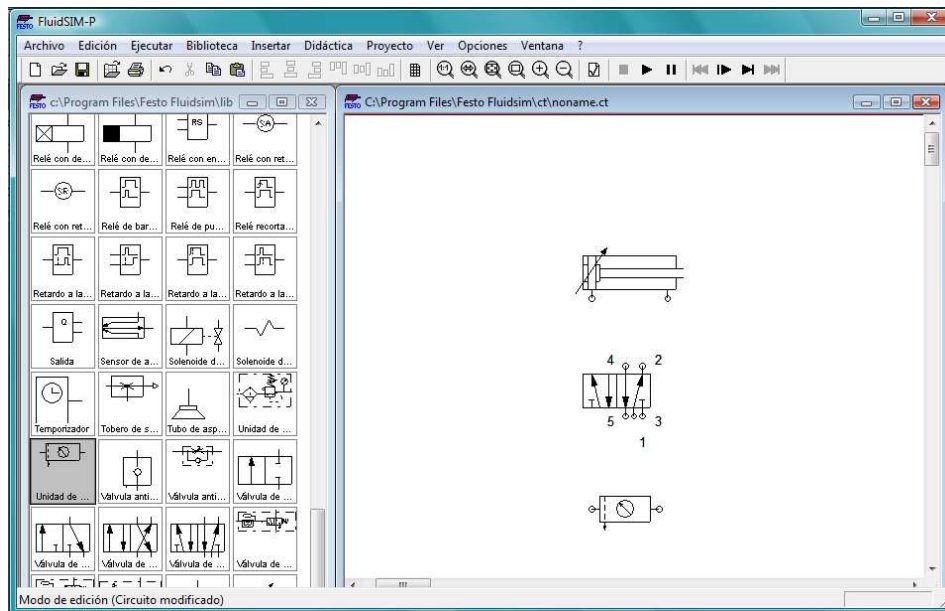 FluidSIM-P
Archivo Edición Ejecutar Biblioteca Insertar Didáctica Proyecto Ver Opciones Ventana ?
c:\Program Files\Festo Fluidsim\lib
C:\Program Files\Festo Fluidsim\ct\noname.ct
RS
SA
Relé con de... Relé con de... Relé con en... Relé con ret...
SR
Relé con ret... Relé de bar... Relé de pu... Relé recorta...
Retardo a la... Retardo a la... Retardo a la... Retardo a la...
Q
Salida Sensor de a... Solenoide d... Solenoide d...
Temporizador Tobero de s... Tubo de asp... Unidad de ...
Unidad de ... Válvula anti... Válvula anti... Válvula de ...
Válvula de ... Válvula de ... Válvula de ... Válvula de ...
4 2
5 3
1
Modo de edición (Circuito modificado)